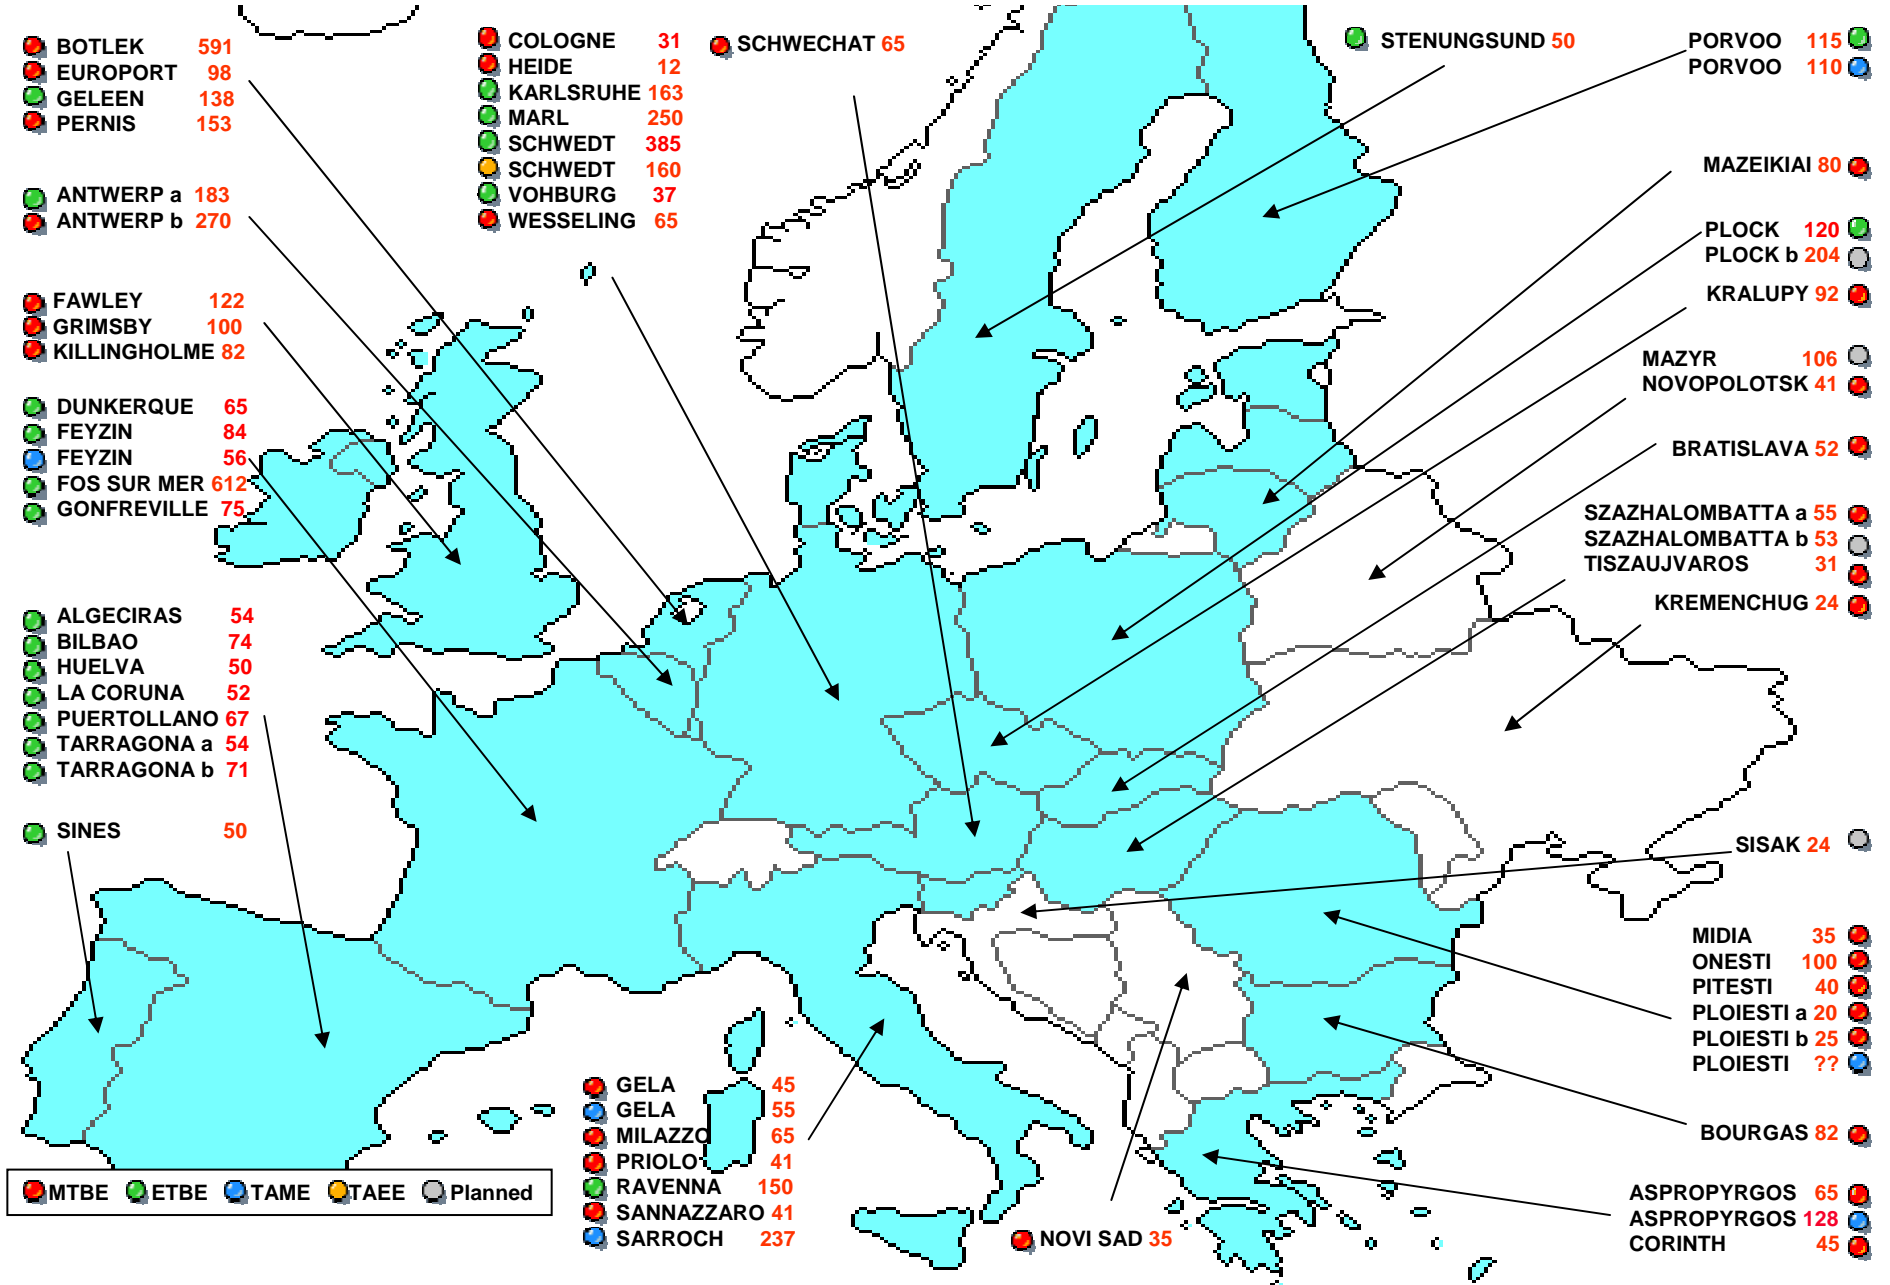 BOTLEK 591
EUROPORT 98
GELEEN 138
PERNIS 153
ANTWERP a 183
ANTWERP b 270
FAWLEY 122
GRIMSBY 100
KILLINGHOLME 82
DUNKERQUE 65
FEYZIN 84
FEYZIN 56
FOS SUR MER 612
GONFREVILLE 75
ALGECIRAS 54
BILBAO 74
HUELVA 50
LA CORUNA 52
PUERTOLLANO 67
TARRAGONA a 54
TARRAGONA b 71
SINES 50
COLOGNE 31
HEIDE 12
KARLSRUHE 163
MARL 250
SCHWEDT 385
SCHWEDT 160
VOHBURG 37
WESSELING 65
SCHWECHAT 65
STENUNGSUND 50
PORVOO 115
PORVOO 110
MAZEIKIAI 80
PLOCK 120
PLOCK b 204
KRALUPY 92
MAZYR 106
NOVOPOLOTSK 41
BRATISLAVA 52
SZAZHALOMBATTA a 55
SZAZHALOMBATTA b 53
TISZAUJVAROS 31
KREMENCHUG 24
SISAK 24
MIDIA 35
ONESTI 100
PITESTI 40
PLOIESTI a 20
PLOIESTI b 25
PLOIESTI ??
BOURGAS 82
ASPROPYRGOS 65
ASPROPYRGOS 128
CORINTH 45
GELA 45
GELA 55
MILAZZO 65
PRIOLO 41
RAVENNA 150
SANNAZZARO 41
SARROCH 237
NOVI SAD 35
MTBE ETBE TAME TAEE Planned